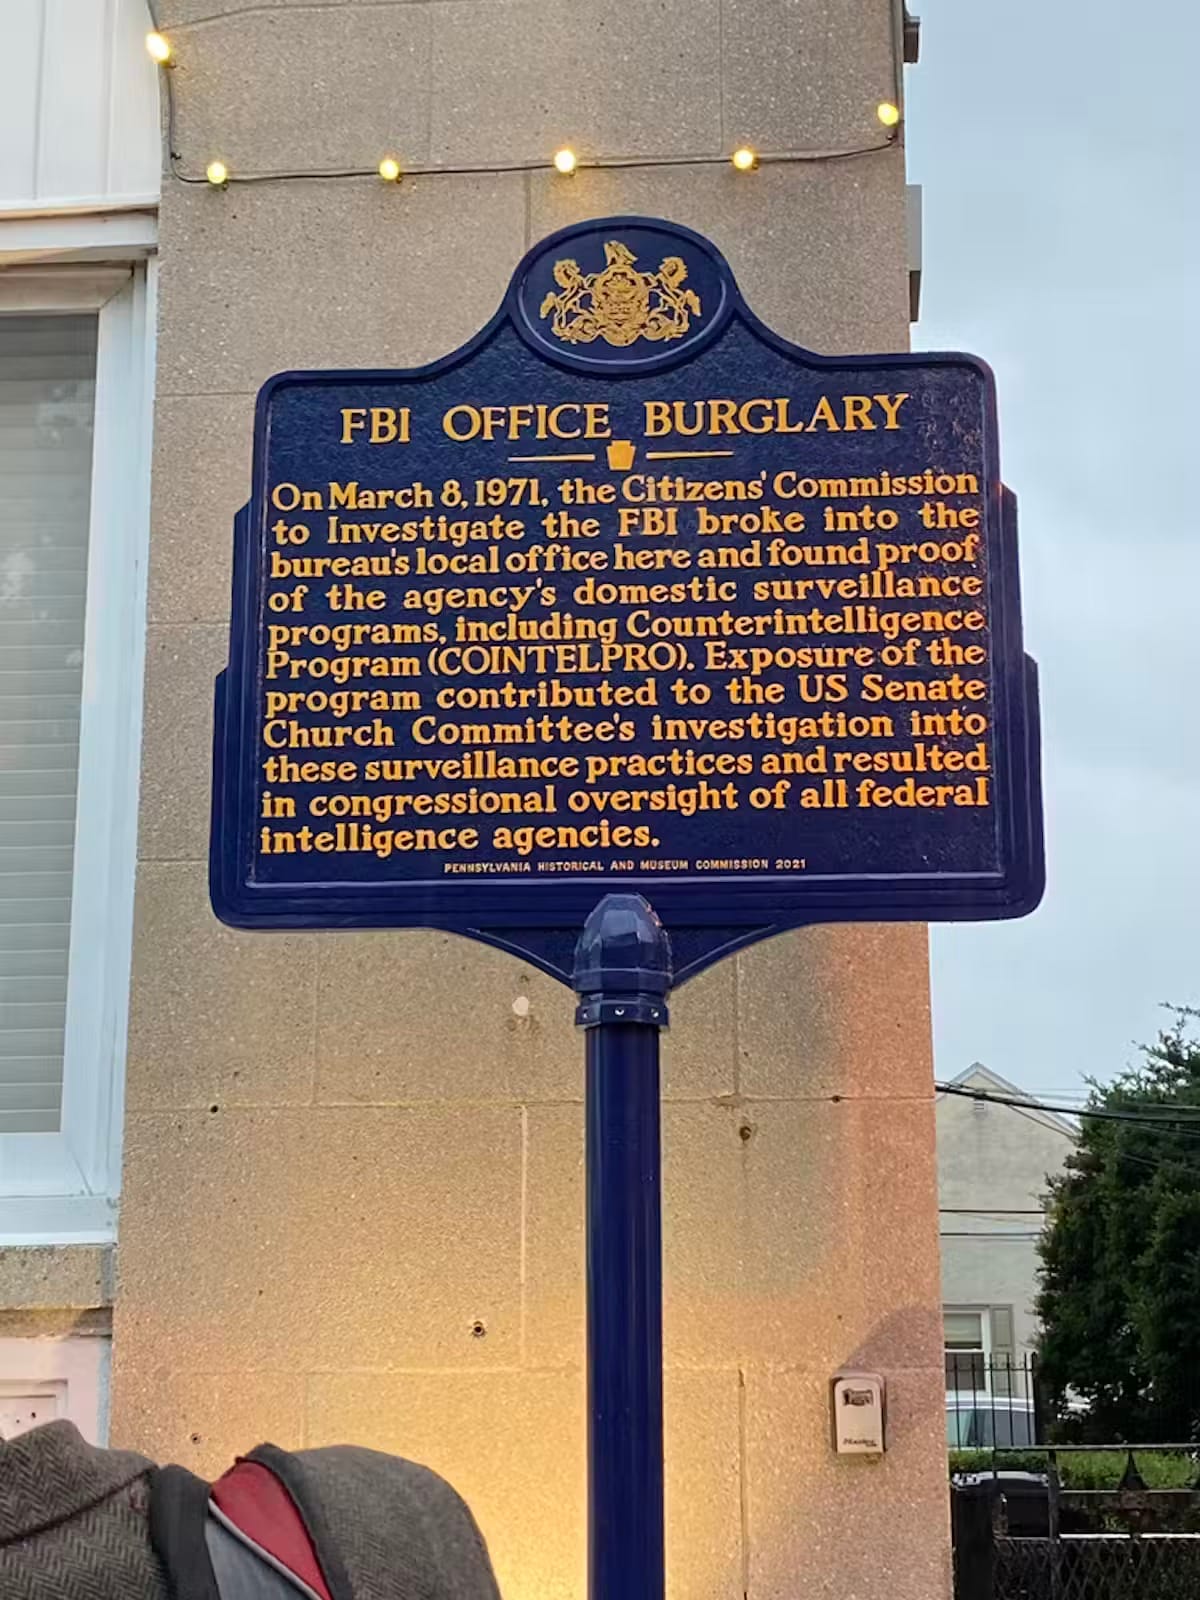 FBI OFFICE BURGLARY
On March 8, 1971, the Citizens' Commission
to Investigate the FBI broke into the
bureau's local office here and found proof
of the agency's domestic surveillance
programs, including Counterintelligence
Program (COINTELPRO). Exposure of the
program contributed to the US Senate
Church Committee's investigation into
these surveillance practices and resulted
in congressional oversight of all federal
intelligence agencies.
PENNSYLVANIA HISTORICAL AND MUSEUM COMMISSION 2021